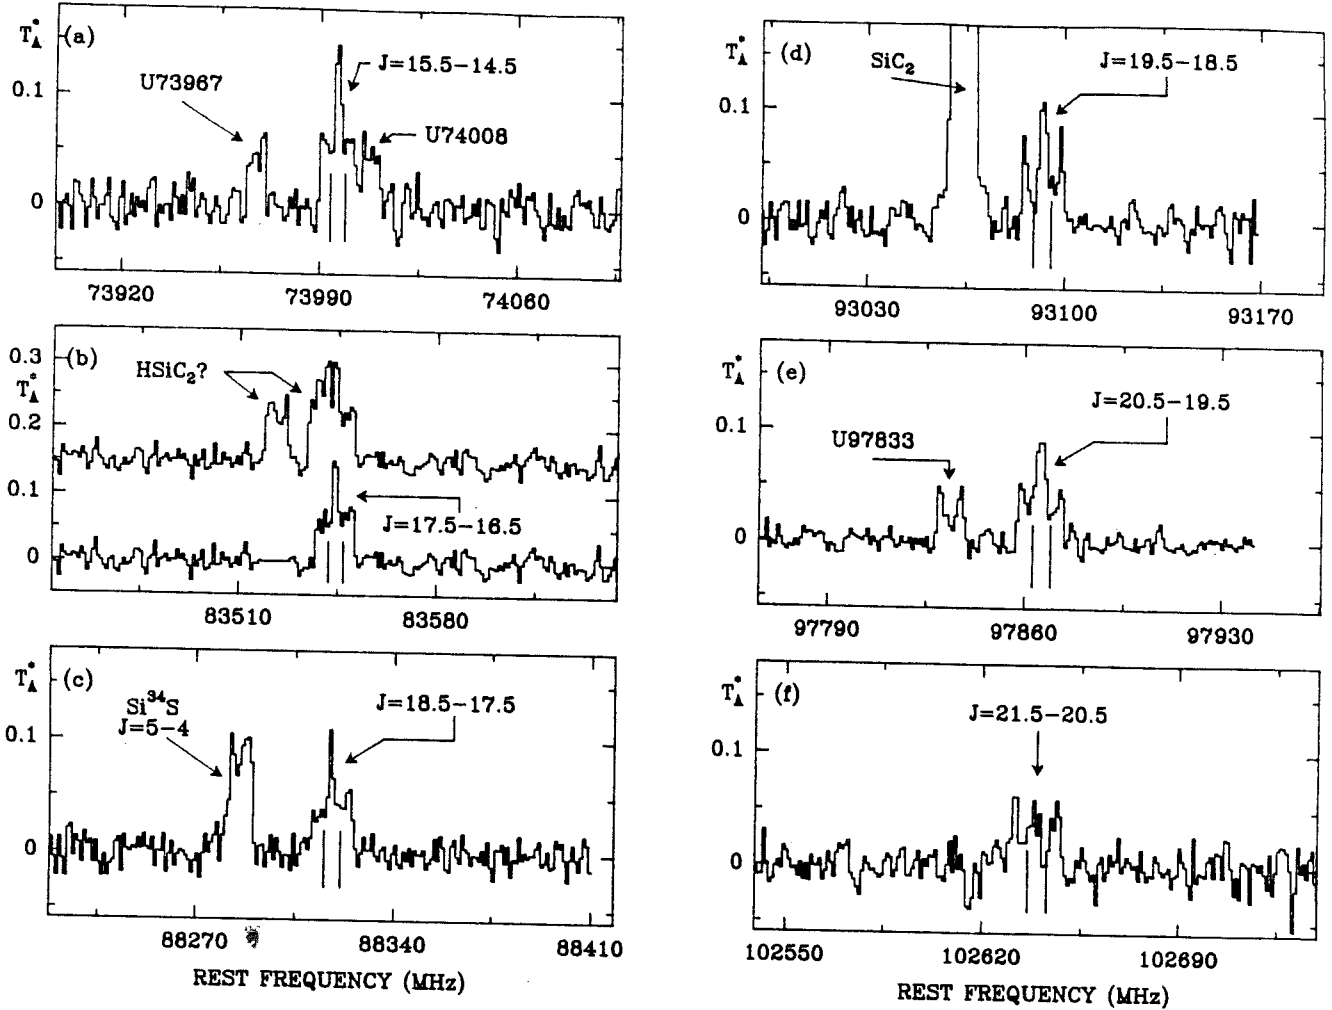 T*A (a)
J=15.5-14.5
U73967
0.1
U74008
0
73920 73990 74060
0.3 (b)
HSiC2?
T*A
0.2
0.1
J=17.5-16.5
0
83510 83580
T*A (c)
Si34S
J=5-4
J=18.5-17.5
0.1
0
88270 88340 88410
REST FREQUENCY (MHz)
T*A (d)
SiC2
J=19.5-18.5
0.1
0
93030 93100 93170
T*A (e)
J=20.5-19.5
0.1
U97833
0
97790 97860 97930
T*A (f)
J=21.5-20.5
0.1
0
102550 102620 102690
REST FREQUENCY (MHz)